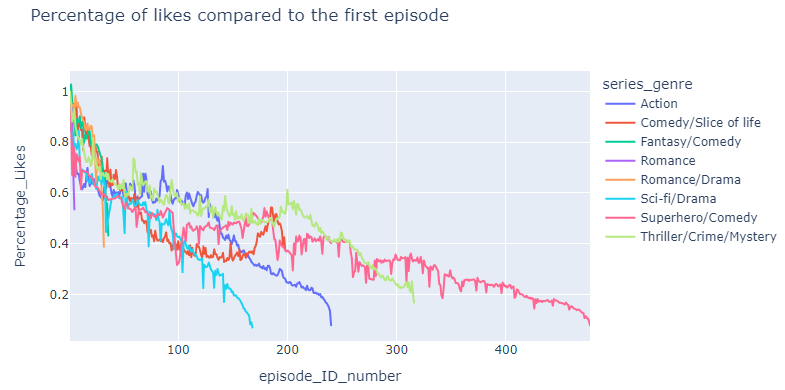 Percentage of likes compared to the first episode
series_genre
Action
Comedy/Slice of life
Fantasy/Comedy
Romance
Romance/Drama
Sci-fi/Drama
Superhero/Comedy
Thriller/Crime/Mystery
Percentage_Likes
1
0.8
0.6
0.4
0.2
100
200
300
400
episode_ID_number